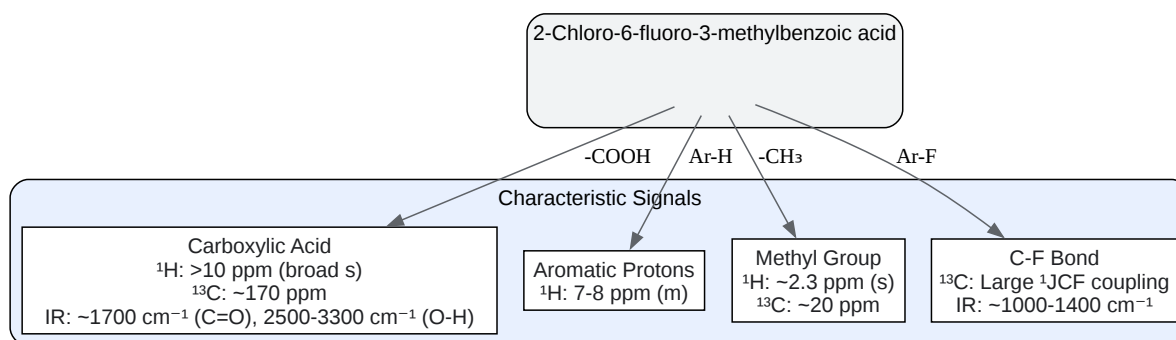 2-Chloro-6-fluoro-3-methylbenzoic acid
-COOH
Ar-H
-CH₃
Ar-F
Characteristic Signals
Carboxylic Acid
¹H: >10 ppm (broad s)
¹³C: ~170 ppm
IR: ~1700 cm⁻¹ (C=O), 2500-3300 cm⁻¹ (O-H)
Aromatic Protons
¹H: 7-8 ppm (m)
Methyl Group
¹H: ~2.3 ppm (s)
¹³C: ~20 ppm
C-F Bond
¹³C: Large ¹JCF coupling
IR: ~1000-1400 cm⁻¹